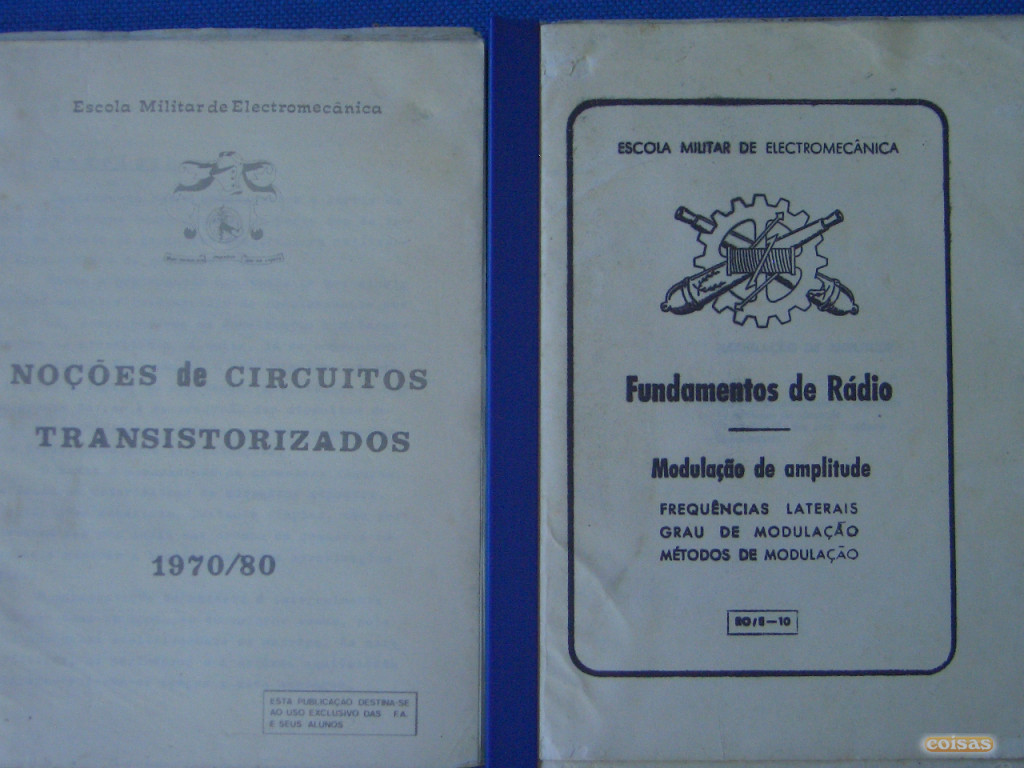 Escola Militar de Electromecânica
NOÇÕES de CIRCUITOS
TRANSISTORIZADOS
1970/80
ESTA PUBLICAÇÃO DESTINA-SE
AO USO EXCLUSIVO DAS F.A.
E SEUS ALUNOS
ESCOLA MILITAR DE ELECTROMECÂNICA
Fundamentos de Rádio
Modulação de amplitude
FREQUÊNCIAS LATERAIS
GRAU DE MODULAÇÃO
MÉTODOS DE MODULAÇÃO
coisas